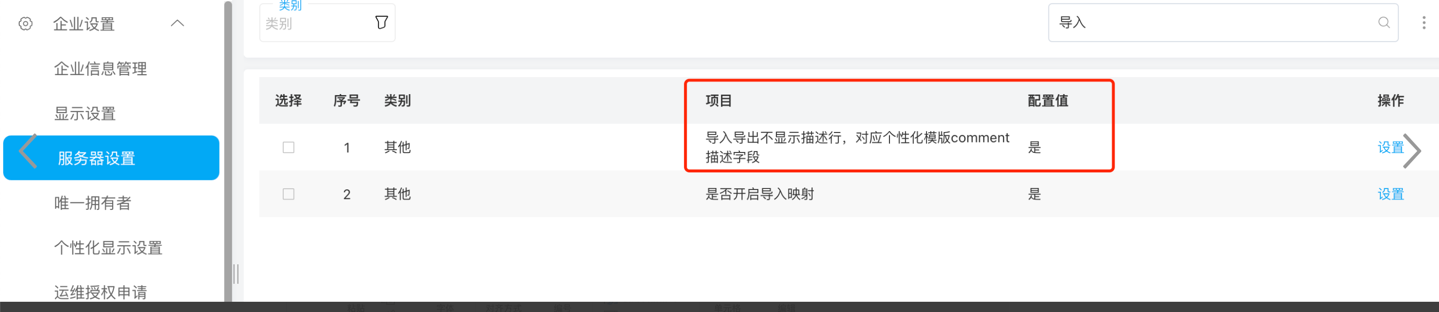 企业设置
企业信息管理
显示设置
服务器设置
唯一拥有者
个性化显示设置
运维授权申请
类别
类别
导入
选择 序号 类别 项目 配置值 操作
1 其他 导入导出不显示描述行，对应个性化模版comment
描述字段 是 设置
2 其他 是否开启导入映射 是 设置